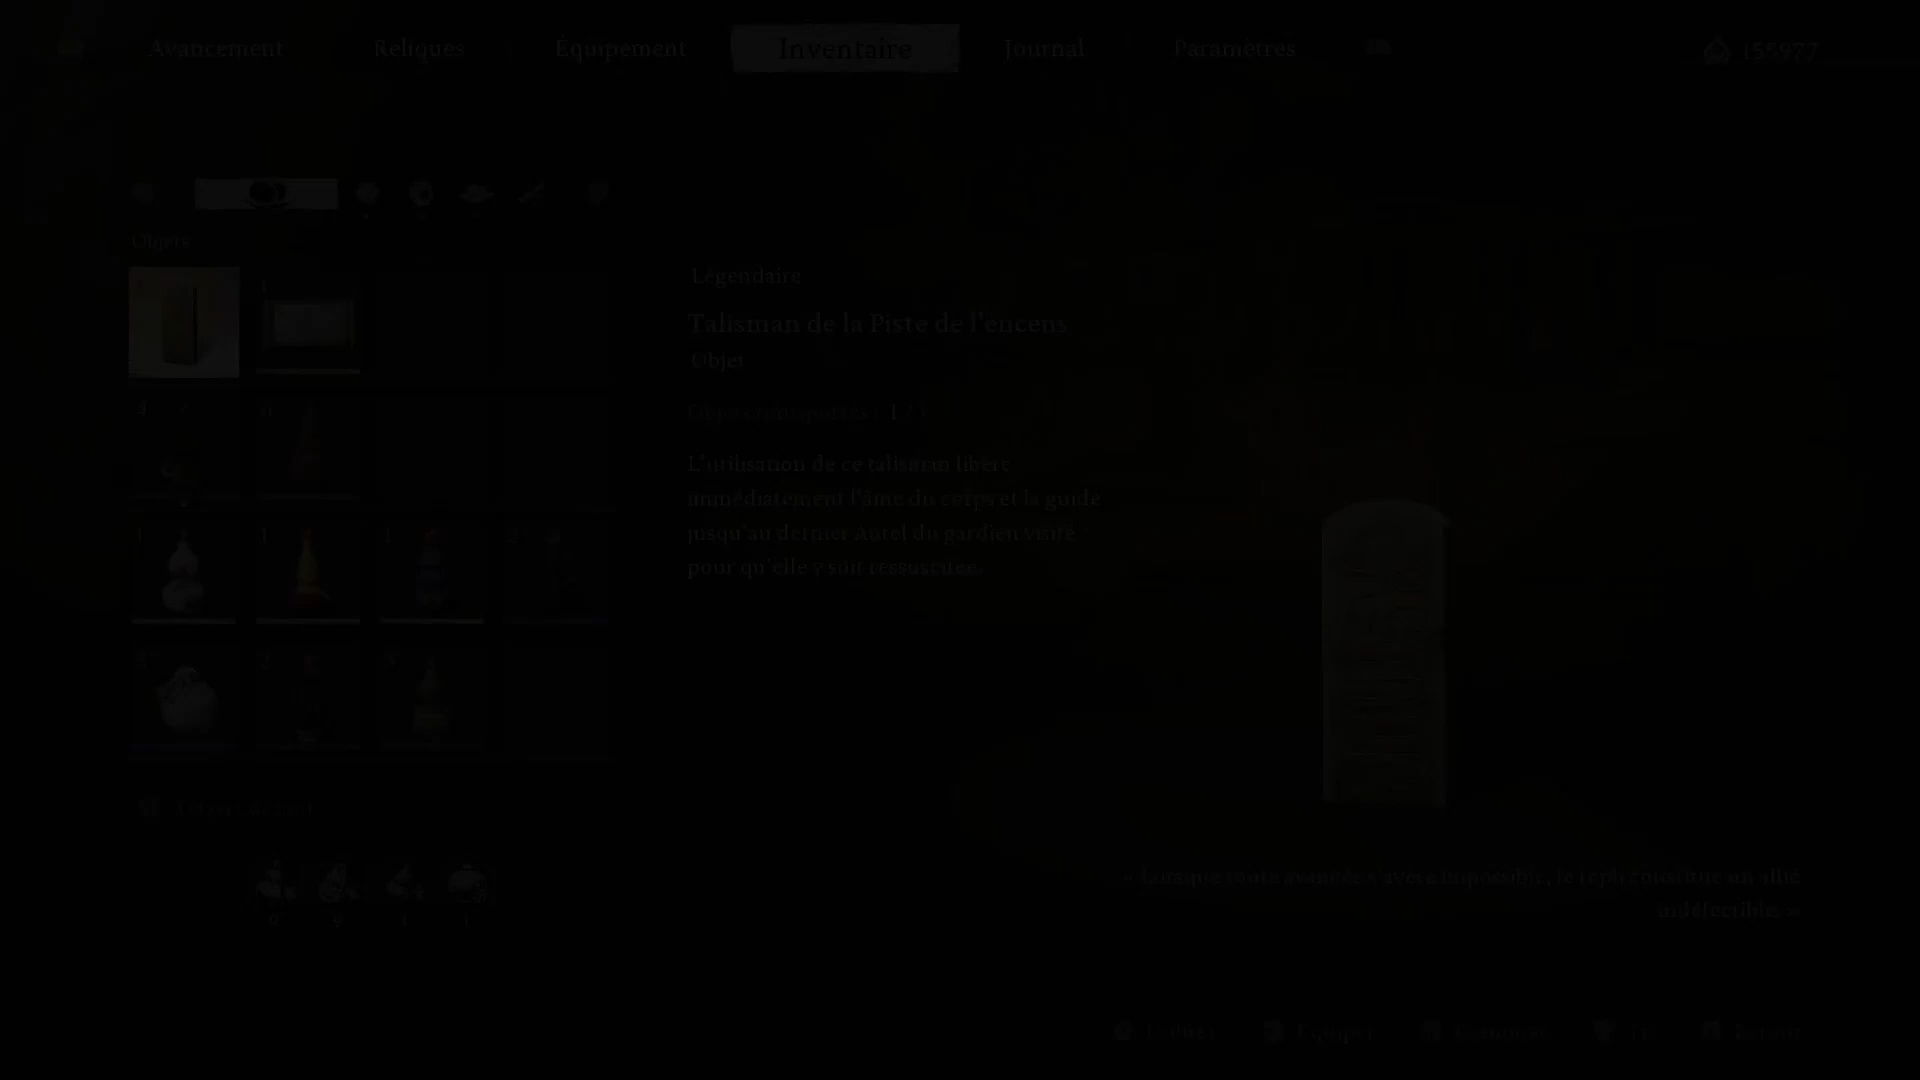 Avancement Reliques Équipement Inventaire Journal Paramètres 155977
Objets
Légendaire
Talisman de la Piste de l'encens
Objet
L'utilisation de ce talisman libère
immédiatement l'âme du corps et la guide
jusqu'au dernier Autel du gardien visité
pour qu'elle y soit ressuscitée.
« Lorsque toute avancée s'avère impossible, le repli constitue un allié
indéfectible. »
Retour